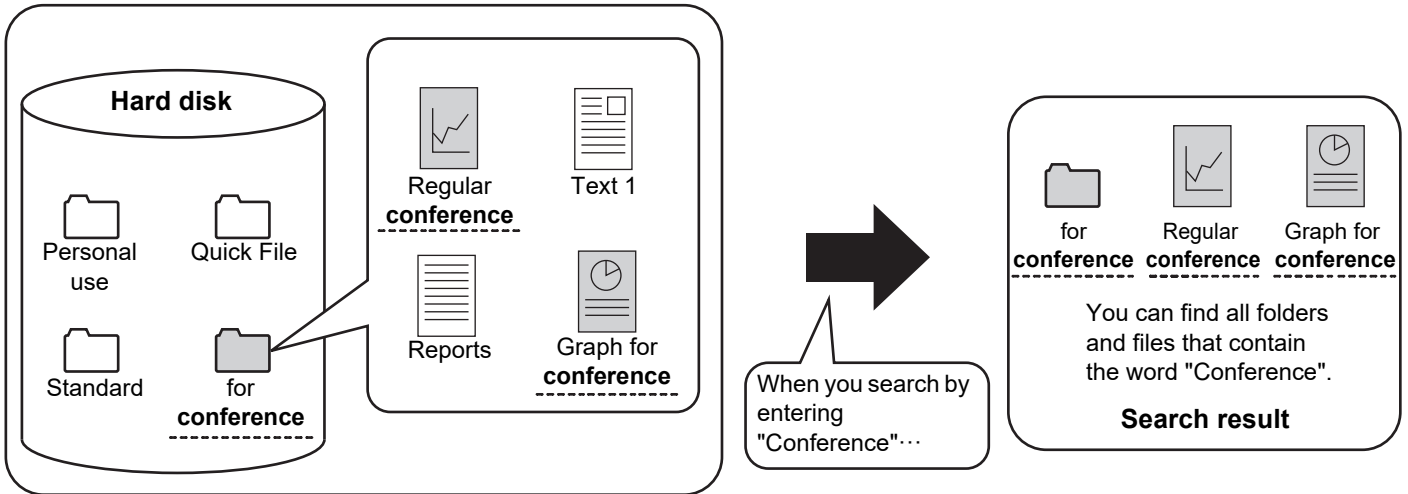 Hard disk
Personal
use
Quick File
Standard
for
conference
Regular
conference
Text 1
Reports
Graph for
conference
When you search by
entering
"Conference"···
for
conference
Regular
conference
Graph for
conference
You can find all folders
and files that contain
the word "Conference".
Search result